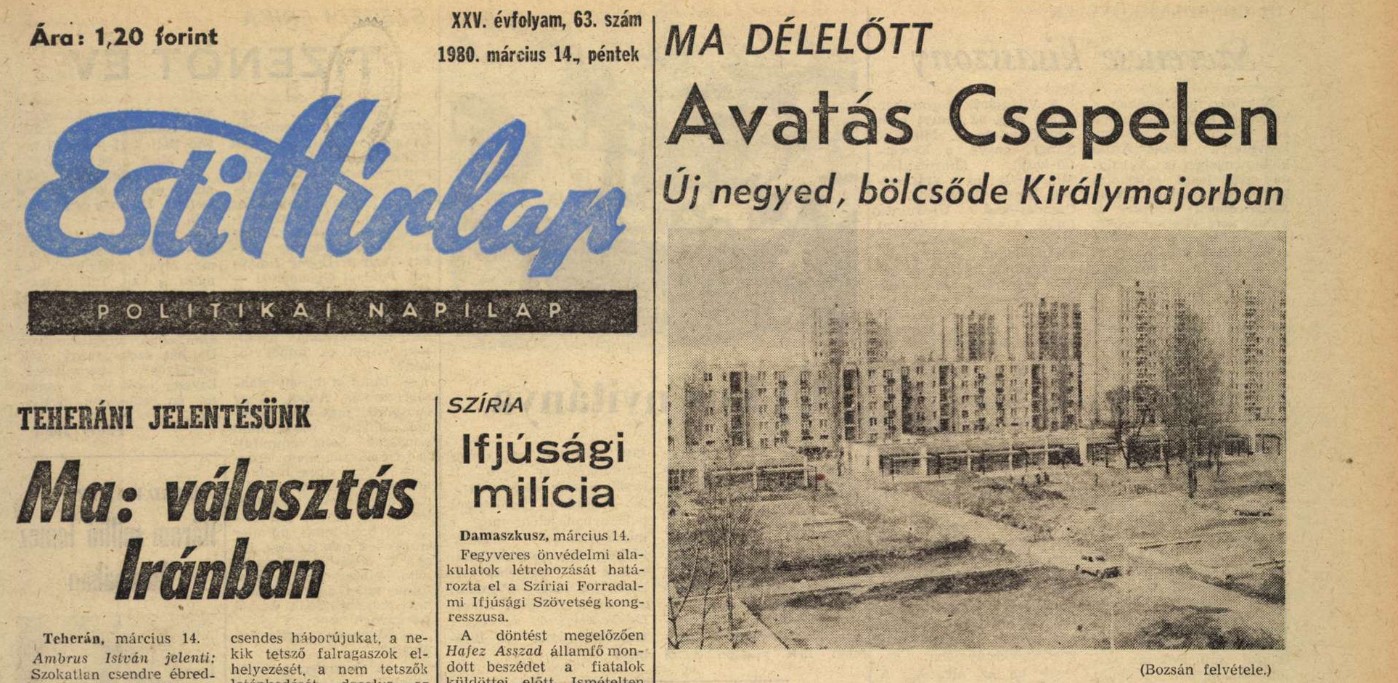 Ára: 1,20 forint
XXV. évfolyam, 63. szám
1980. március 14., péntek
Esti Hírlap
POLITIKAI NAPILAP
TEHERÁNI JELENTÉSÜNK
Ma: választás
Iránban
Teherán, március 14.
Ambrus István jelenti:
Szokatlan csendre ébred-
csendes háborújukat, a ne-
kik tetsző falragaszok el-
helyezését, a nem tetszők
SZÍRIA
Ifjúsági
milícia
Damaszkusz, március 14.
Fegyveres önvédelmi ala-
kulatok létrehozását hatá-
rozta el a Szíriai Forradal-
mi Ifjúsági Szövetség kong-
resszusa.
A döntést megelőzően
Hafez Asszad államfő mon-
dott beszédet a fiatalok
küldöttei előtt. Ismételten
MA DÉLELŐTT
Avatás Csepelen
Új negyed, bölcsőde Királymajorban
(Bozsán felvétele.)